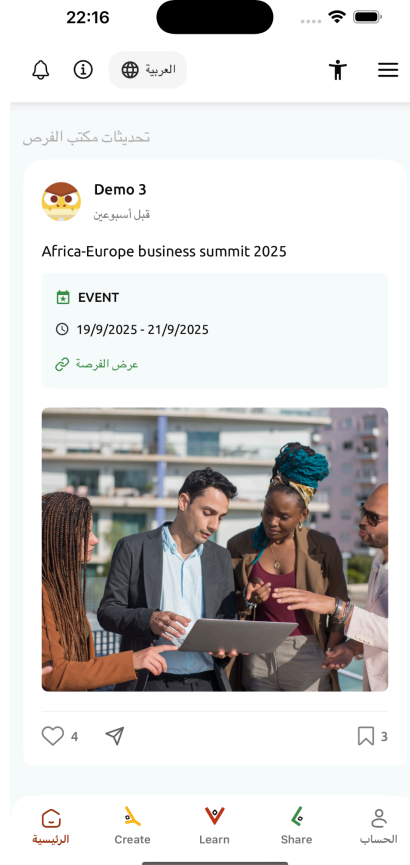 22:16
العربية
تحديثات مكتب الفرص
Demo 3
قبل أسبوعين
Africa-Europe business summit 2025
EVENT
19/9/2025 - 21/9/2025
عرض الفرصة
4
3
الرئيسية
Create
Learn
Share
الحساب